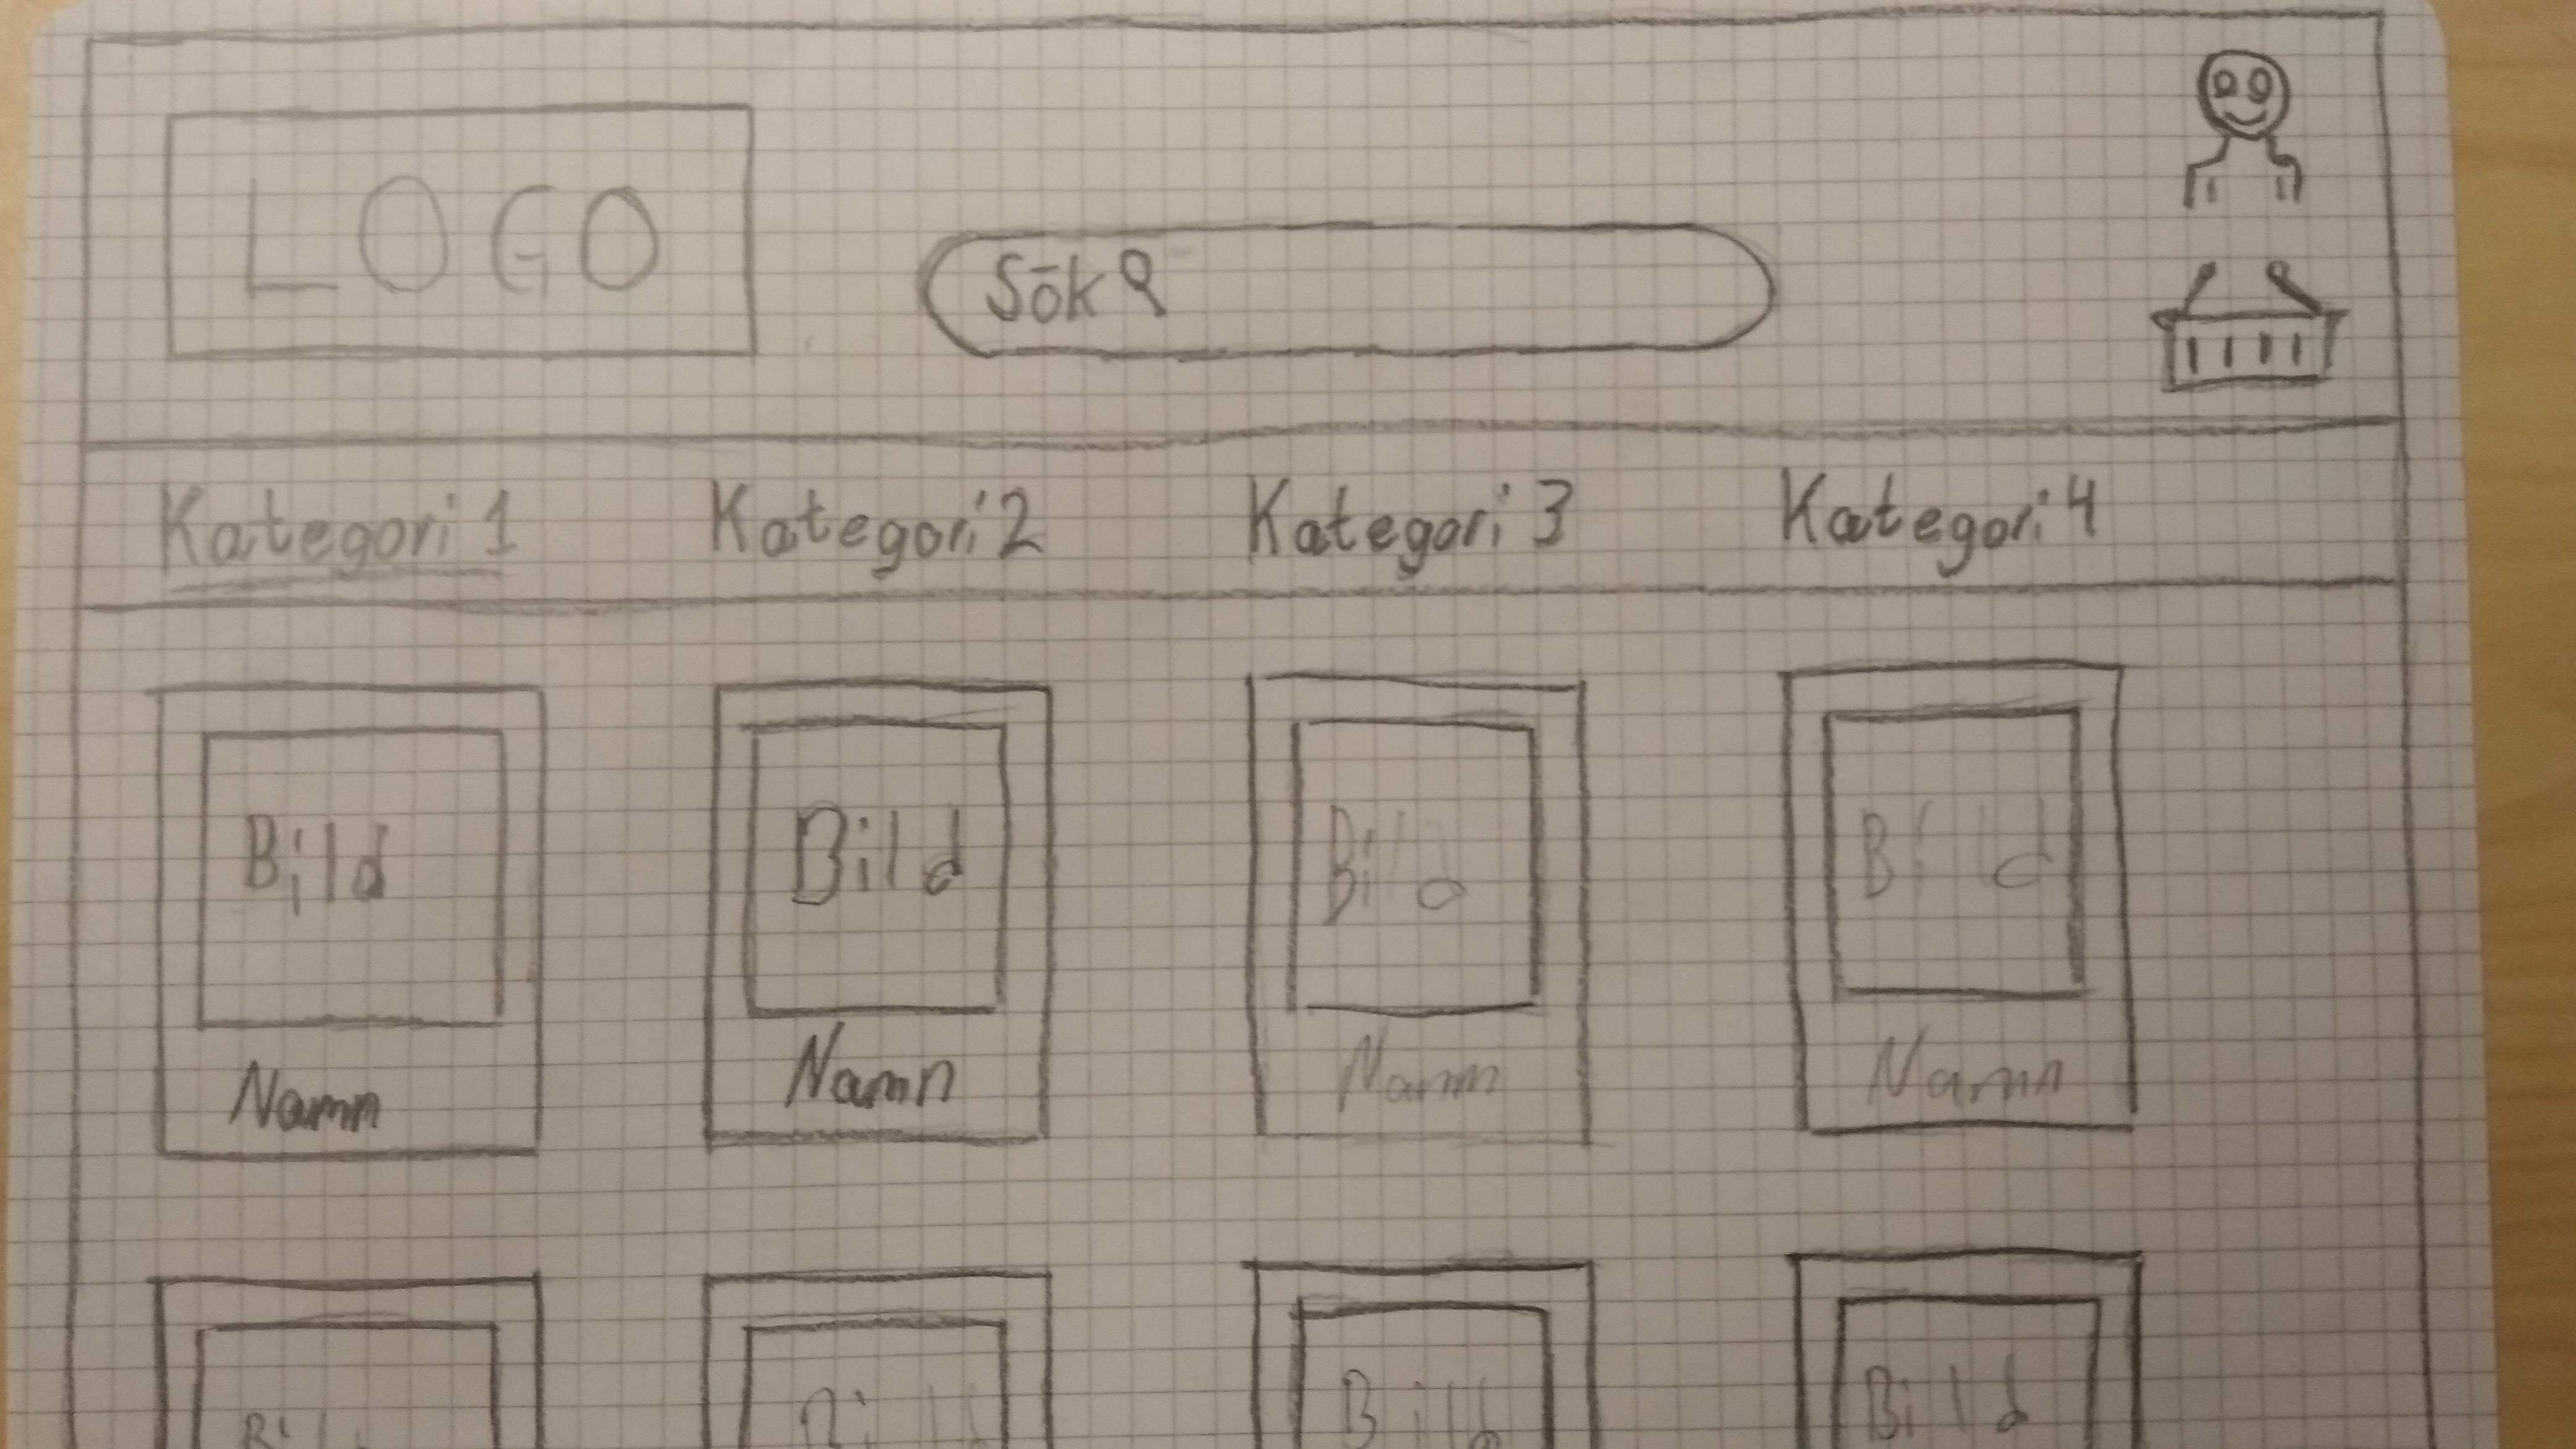 LOGO
Sök
Kategori 1 Kategori 2 Kategori 3 Kategori 4
Bild Bild Bild Bild
Namn Namn Namn Namn
Bild Bild Bild Bild